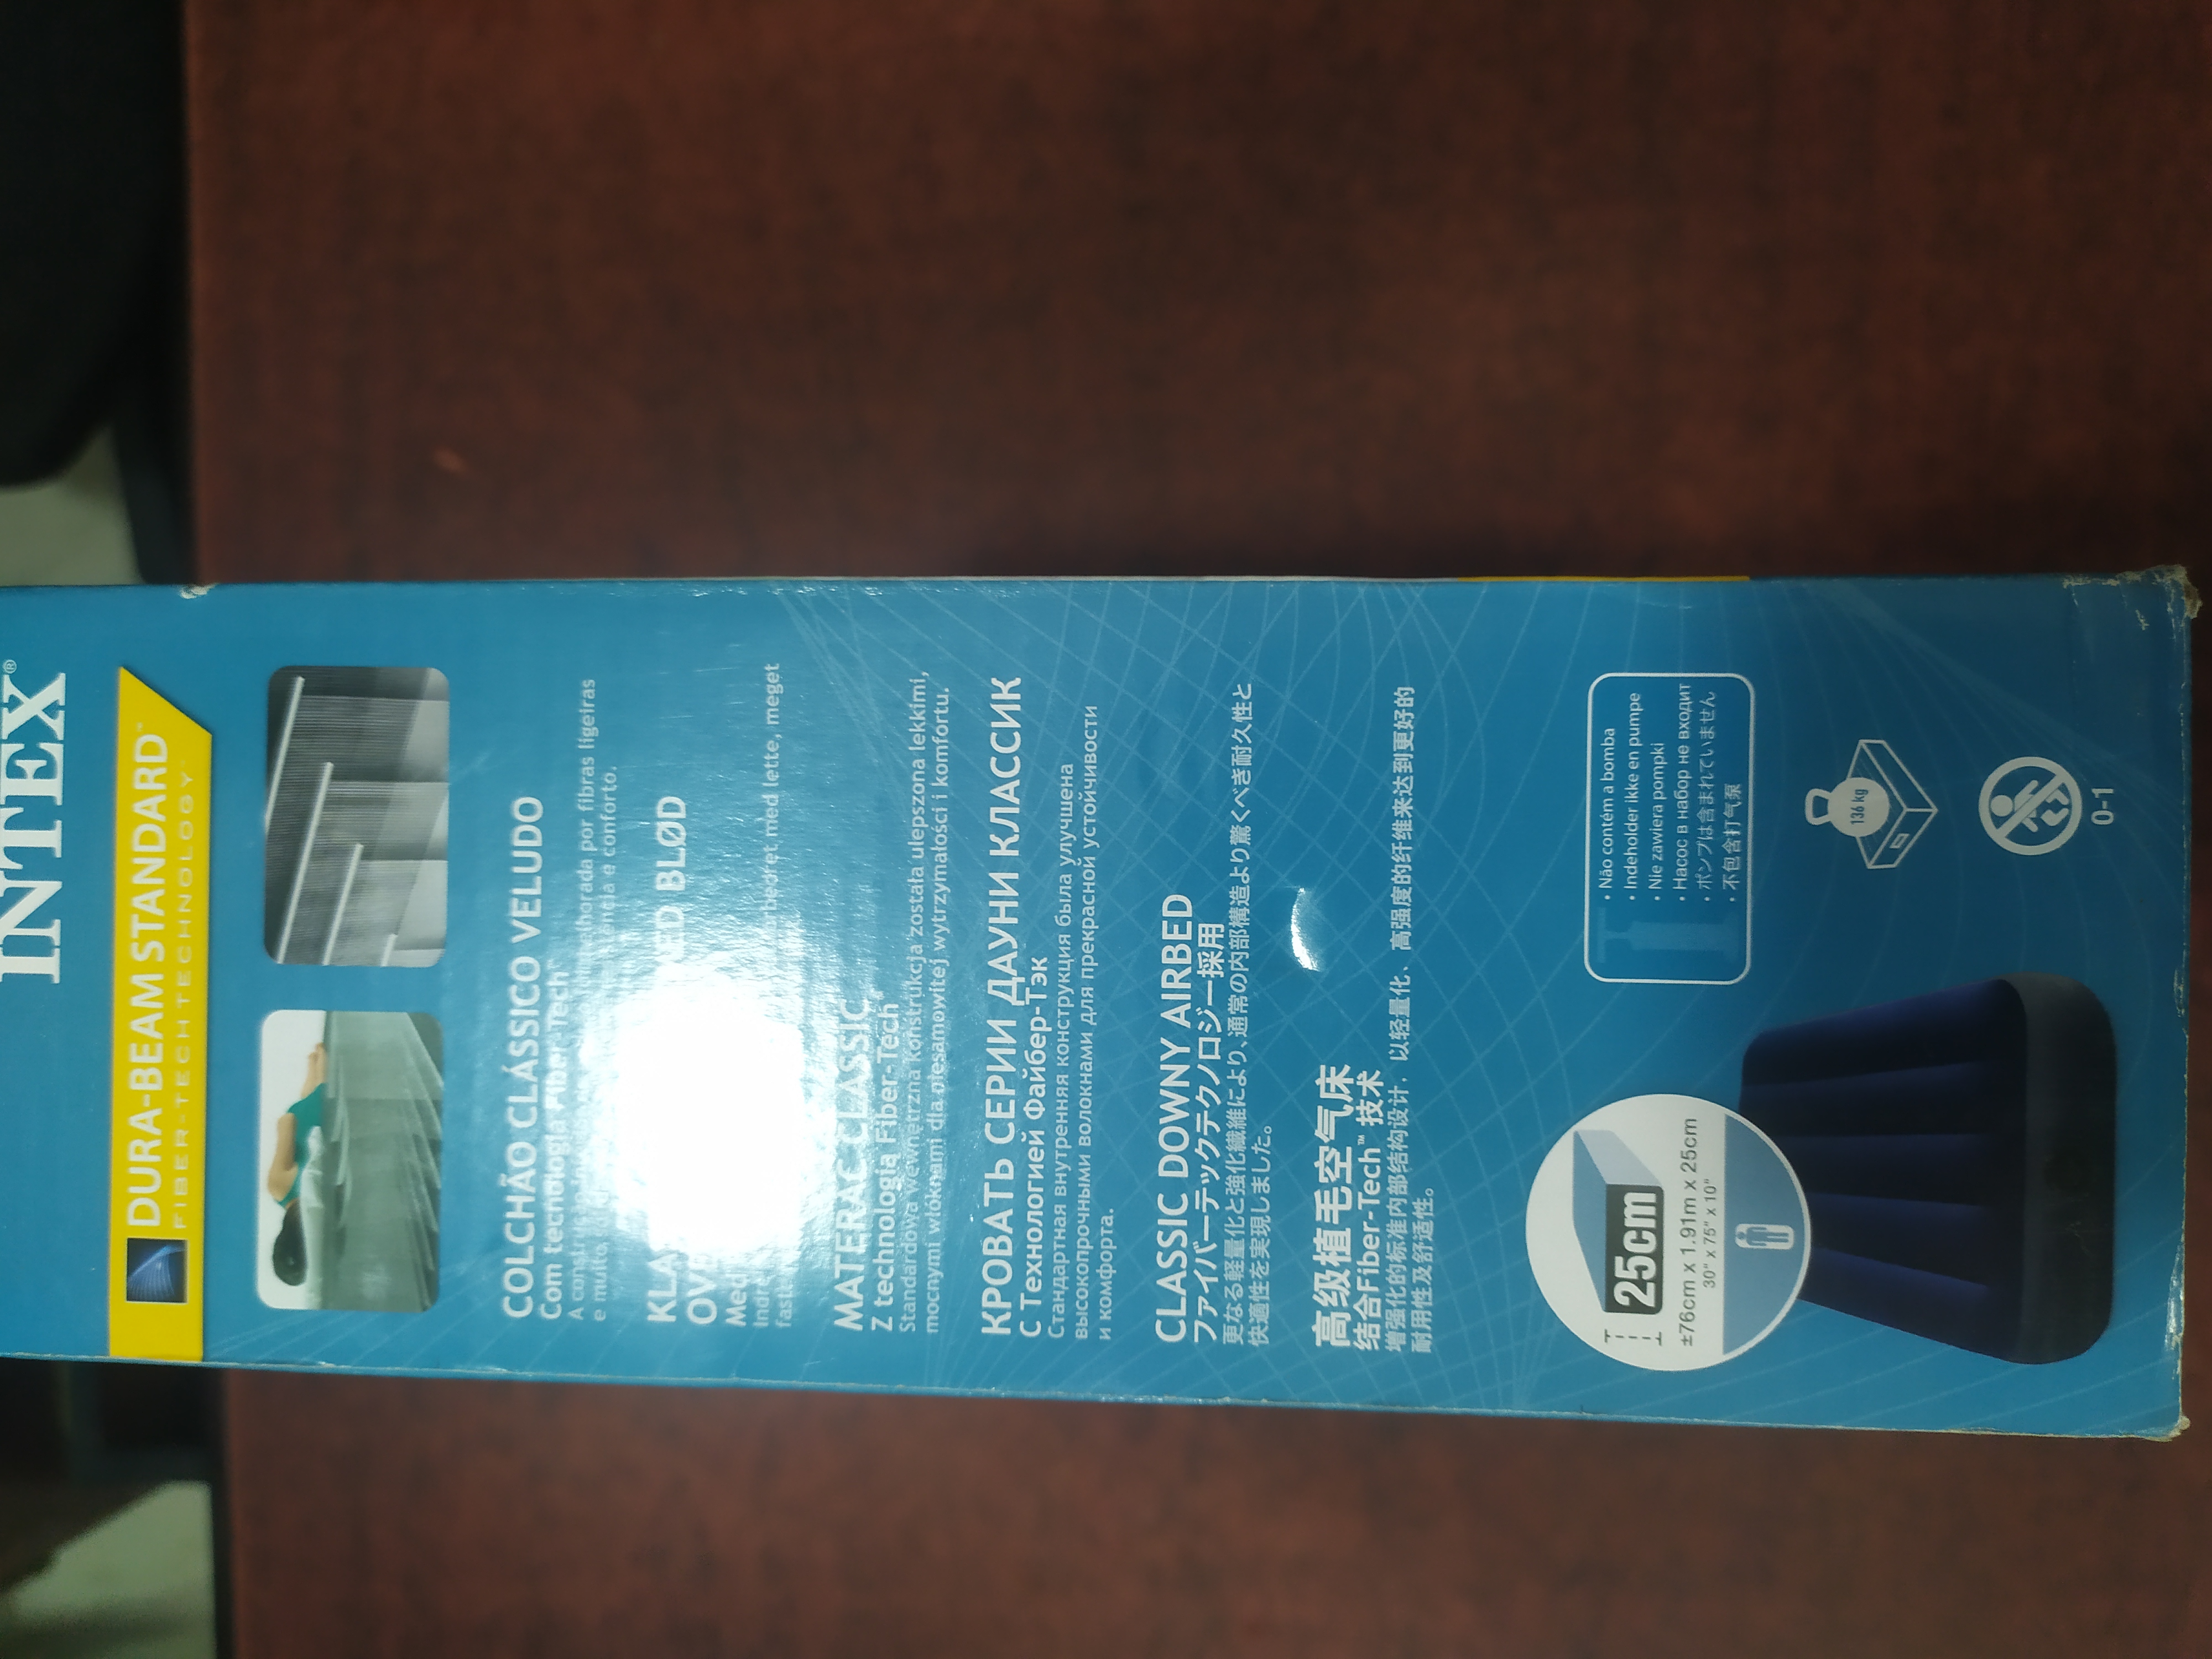 INTEX®
DURA-BEAM STANDARD™
FIBER-TECH TECHNOLOGY
COLCHÃO CLÁSSICO VELUDO
Com tecnologia Fiber-Tech™
A constr
horada por fibras ligeiras
e muito
ncia e conforto.
BLØD
Med
rbedret med lette, meget
MATERAC CLASSIC
Z technologią Fiber-Tech™
Standardowa wewnętrzna konstrukcja została ulepszona lekkimi,
mocnymi włóknami dla niesamowitej wytrzymałości i komfortu.
КРОВАТЬ СЕРИИ ДАУНИ КЛАССИК
С Технологией Файбер-Тэк
Стандартная внутренняя конструкция была улучшена
высокопрочными волокнами для прекрасной устойчивости
и комфорта.
CLASSIC DOWNY AIRBED
ファイバーテックテクノロジー採用
更なる軽量化と強化繊維により、通常の内部構造より驚くべき耐久性と
快適性を実現しました。
高级植毛空气床
结合Fiber-Tech™ 技术
增强化的标准内部结构设计，以轻量化、高强度的纤维来达到更好的
耐用性及舒适性。
25cm
±76cm x 1.91m x 25cm
30" x 75" x 10"
• Não contém a bomba
• Indeholder ikke en pumpe
• Nie zawiera pompki
• Насос в набор не входит
• ポンプは含まれていません
• 不包含打气泵
136 kg
0-1